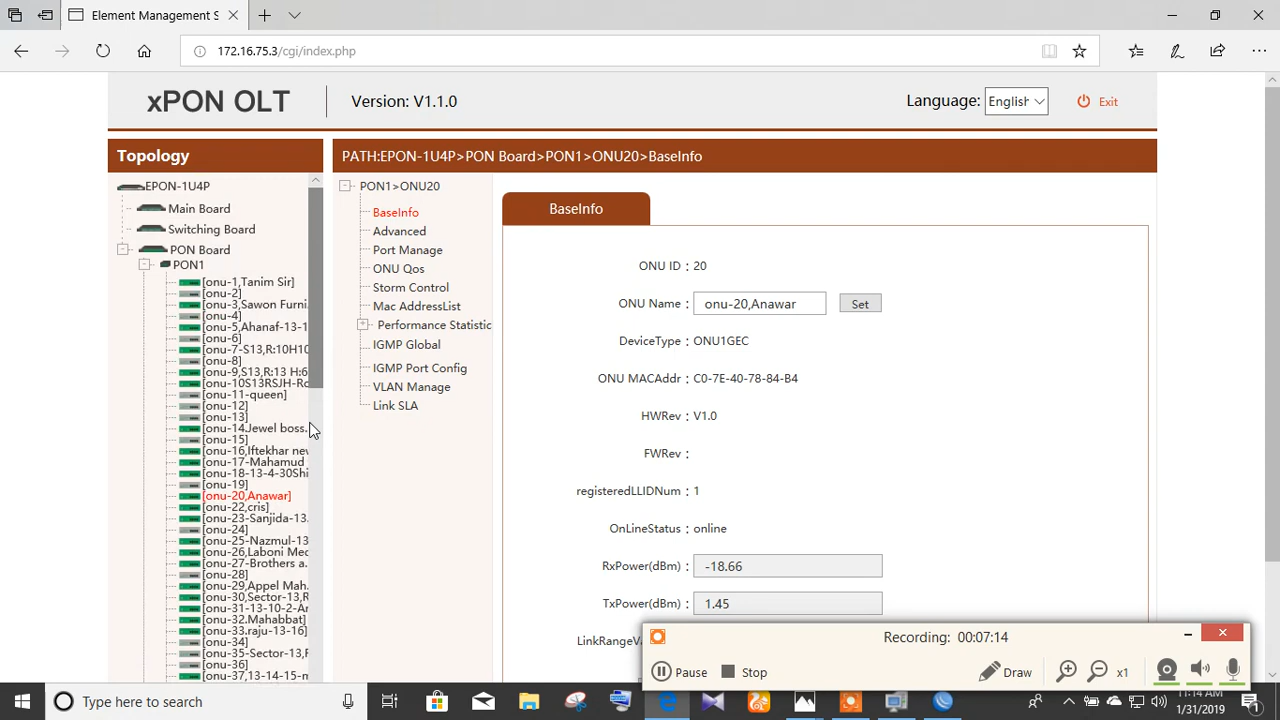 Element Management S
172.16.75.3/cgi/index.php
xPON OLT
Version: V1.1.0
Language:
English
Exit
Topology
EPON-1U4P
Main Board
Switching Board
PON Board
PON1
[onu-1,Tanim Sir]
[onu-2]
[onu-3,Sawon Furni.
[onu-4]
[onu-5,Ahanaf-13-1
[onu-6]
[onu-7-S13,R:10H10
[onu-8]
[onu-9,S13,R:13 H:6
[onu-10S13RSJH-Ro
[onu-11-queen]
[onu-12]
[onu-13]
[onu-14.Jewel boss.
[onu-15]
[onu-16,Iftekhar new
[onu-17-Mahamud
[onu-18-13-4-30Shi
[onu-19]
[onu-20,Anawar]
[onu-22,cris]
[onu-23-Sanjida-13.
[onu-24]
[onu-25-Nazmul-13
[onu-26,Laboni Med
[onu-27-Brothers a.
[onu-28]
[onu-29,Appel Mah.
[onu-30,Sector-13,R
[onu-31-13-10-2-Ar
[onu-32.Mahabbat]
[onu-33.raju-13-16]
[onu-34]
[onu-35-Sector-13,F
[onu-36]
[onu-37,13-14-15-m
PATH:EPON-1U4P>PON Board>PON1>ONU20>BaseInfo
PON1>ONU20
BaseInfo
Advanced
Port Manage
ONU Qos
Storm Control
Mac AddressList
Performance Statistic
IGMP Global
IGMP Port Config
VLAN Manage
Link SLA
BaseInfo
ONU ID : 20
ONU Name : onu-20,Anawar Set
DeviceType : ONU1GEC
ONU MACAddr : C0-7E-40-78-84-B4
HWRev : V1.0
FWRev :
registeredLLIDNum : 1
OnLineStatus : online
RxPower(dBm) : -18.66
TxPower(dBm) : 1.45
LinkRangeVa
Recording: 00:07:14
Pause
Stop
Draw
x1
Type here to search
11:14 AM
1/31/2019
1